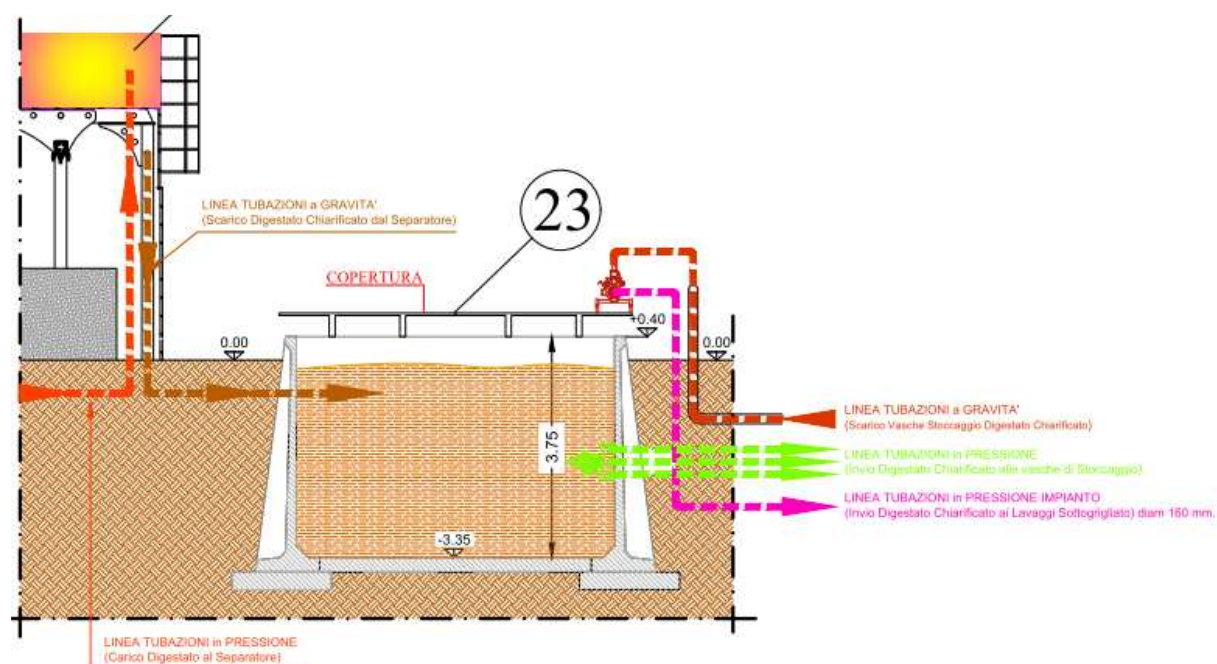 LINEA TUBAZIONI a GRAVITA'
(Scarico Digestato Chiarificato dal Separatore)
23
COPERTURA
+0.40
0.00
0.00
3.75
-3.35
LINEA TUBAZIONI a GRAVITA'
(Scarico Vasche Stoccaggio Digestato Chiarificato)
LINEA TUBAZIONI in PRESSIONE
(Invio Digestato Chiarificato alle vasche di Stoccaggio)
LINEA TUBAZIONI in PRESSIONE IMPIANTO
(Invio Digestato Chiarificato ai Lavaggi Sottogrigliato) diam 160 mm.
LINEA TUBAZIONI in PRESSIONE
(Carico Digestato al Separatore)